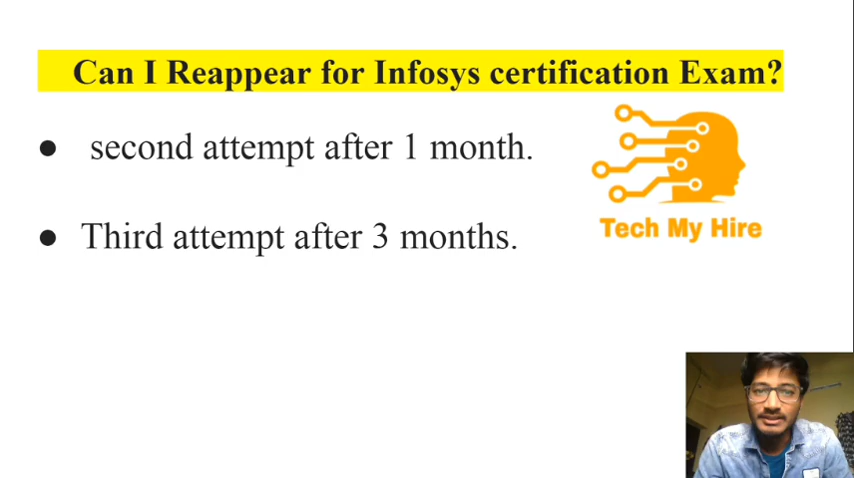 Can I Reappear for Infosys certification Exam?
● second attempt after 1 month.
● Third attempt after 3 months.
Tech My Hire